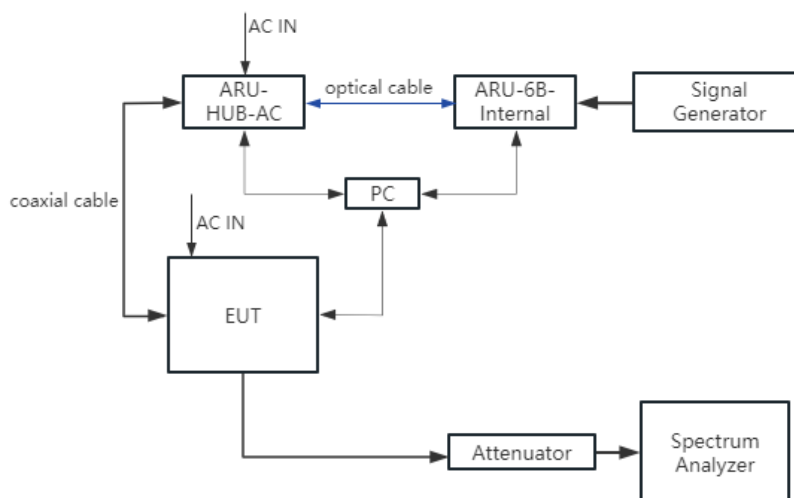 AC IN
ARU-
HUB-AC
optical cable
ARU-6B-
Internal
Signal
Generator
PC
coaxial cable
AC IN
EUT
Attenuator
Spectrum
Analyzer